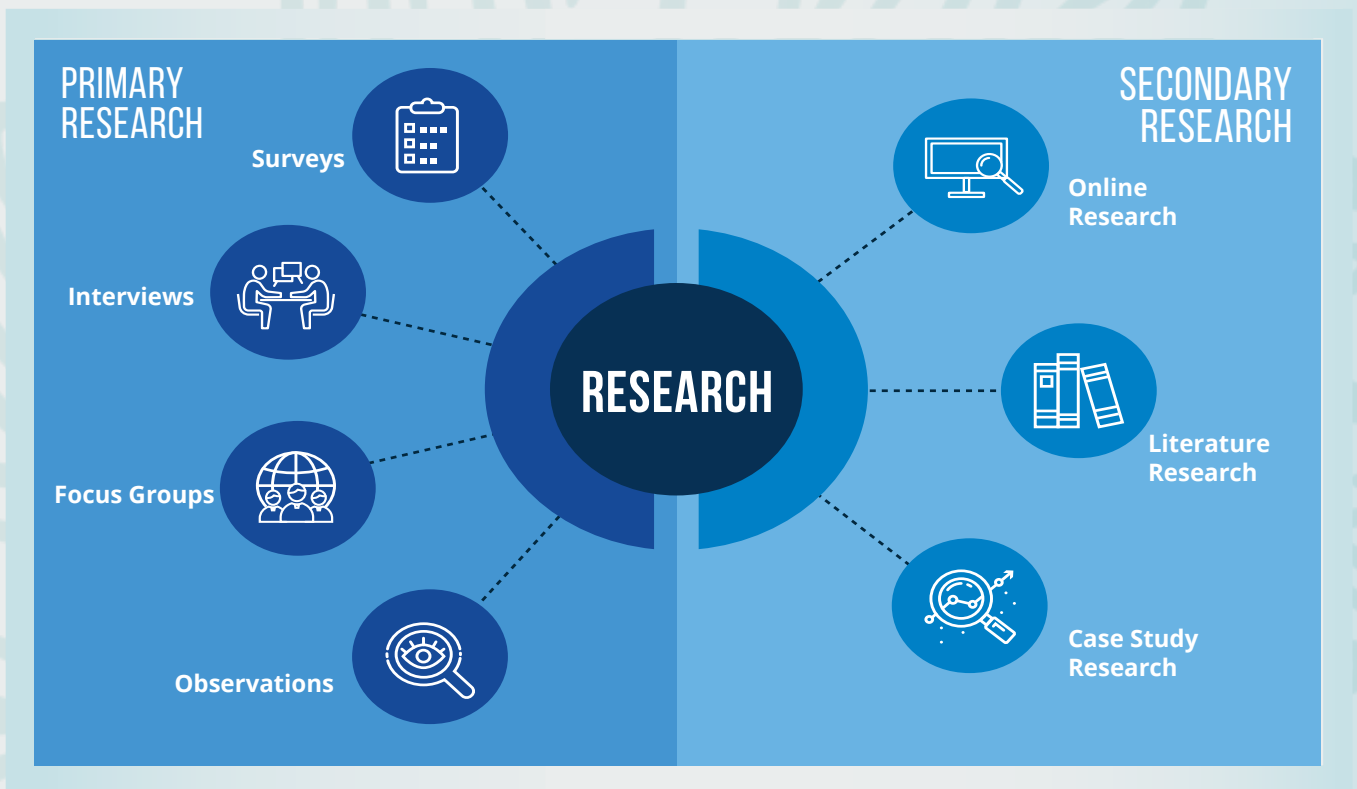 PRIMARY
RESEARCH
Surveys
Interviews
Focus Groups
Observations
RESEARCH
SECONDARY
RESEARCH
Online
Research
Literature
Research
Case Study
Research